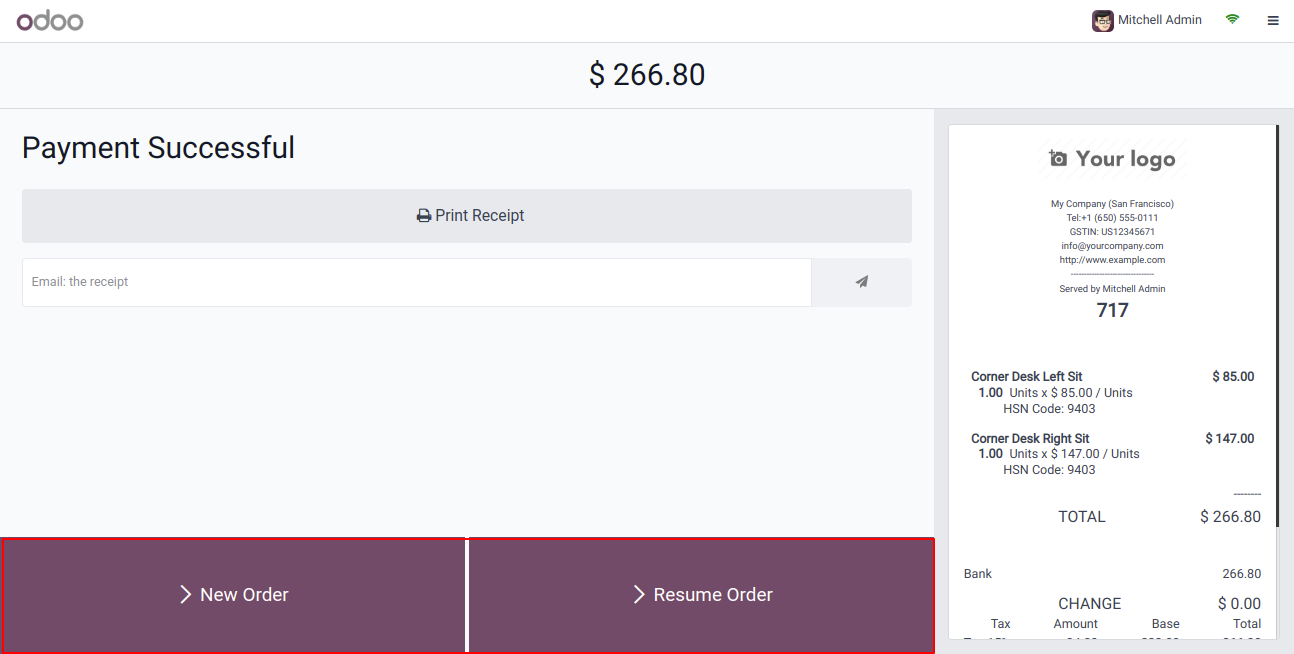 odoo
Mitchell Admin
$ 266.80
Payment Successful
Print Receipt
Email: the receipt
New Order
Resume Order
Your logo
My Company (San Francisco)
Tel:+1 (650) 555-0111
GSTIN: US12345671
info@yourcompany.com
http://www.example.com
--------------------------------
Served by Mitchell Admin
717
Corner Desk Left Sit $ 85.00
1.00 Units x $ 85.00 / Units
HSN Code: 9403
Corner Desk Right Sit $ 147.00
1.00 Units x $ 147.00 / Units
HSN Code: 9403
--------
TOTAL $ 266.80
Bank 266.80
CHANGE $ 0.00
Tax Amount Base Total